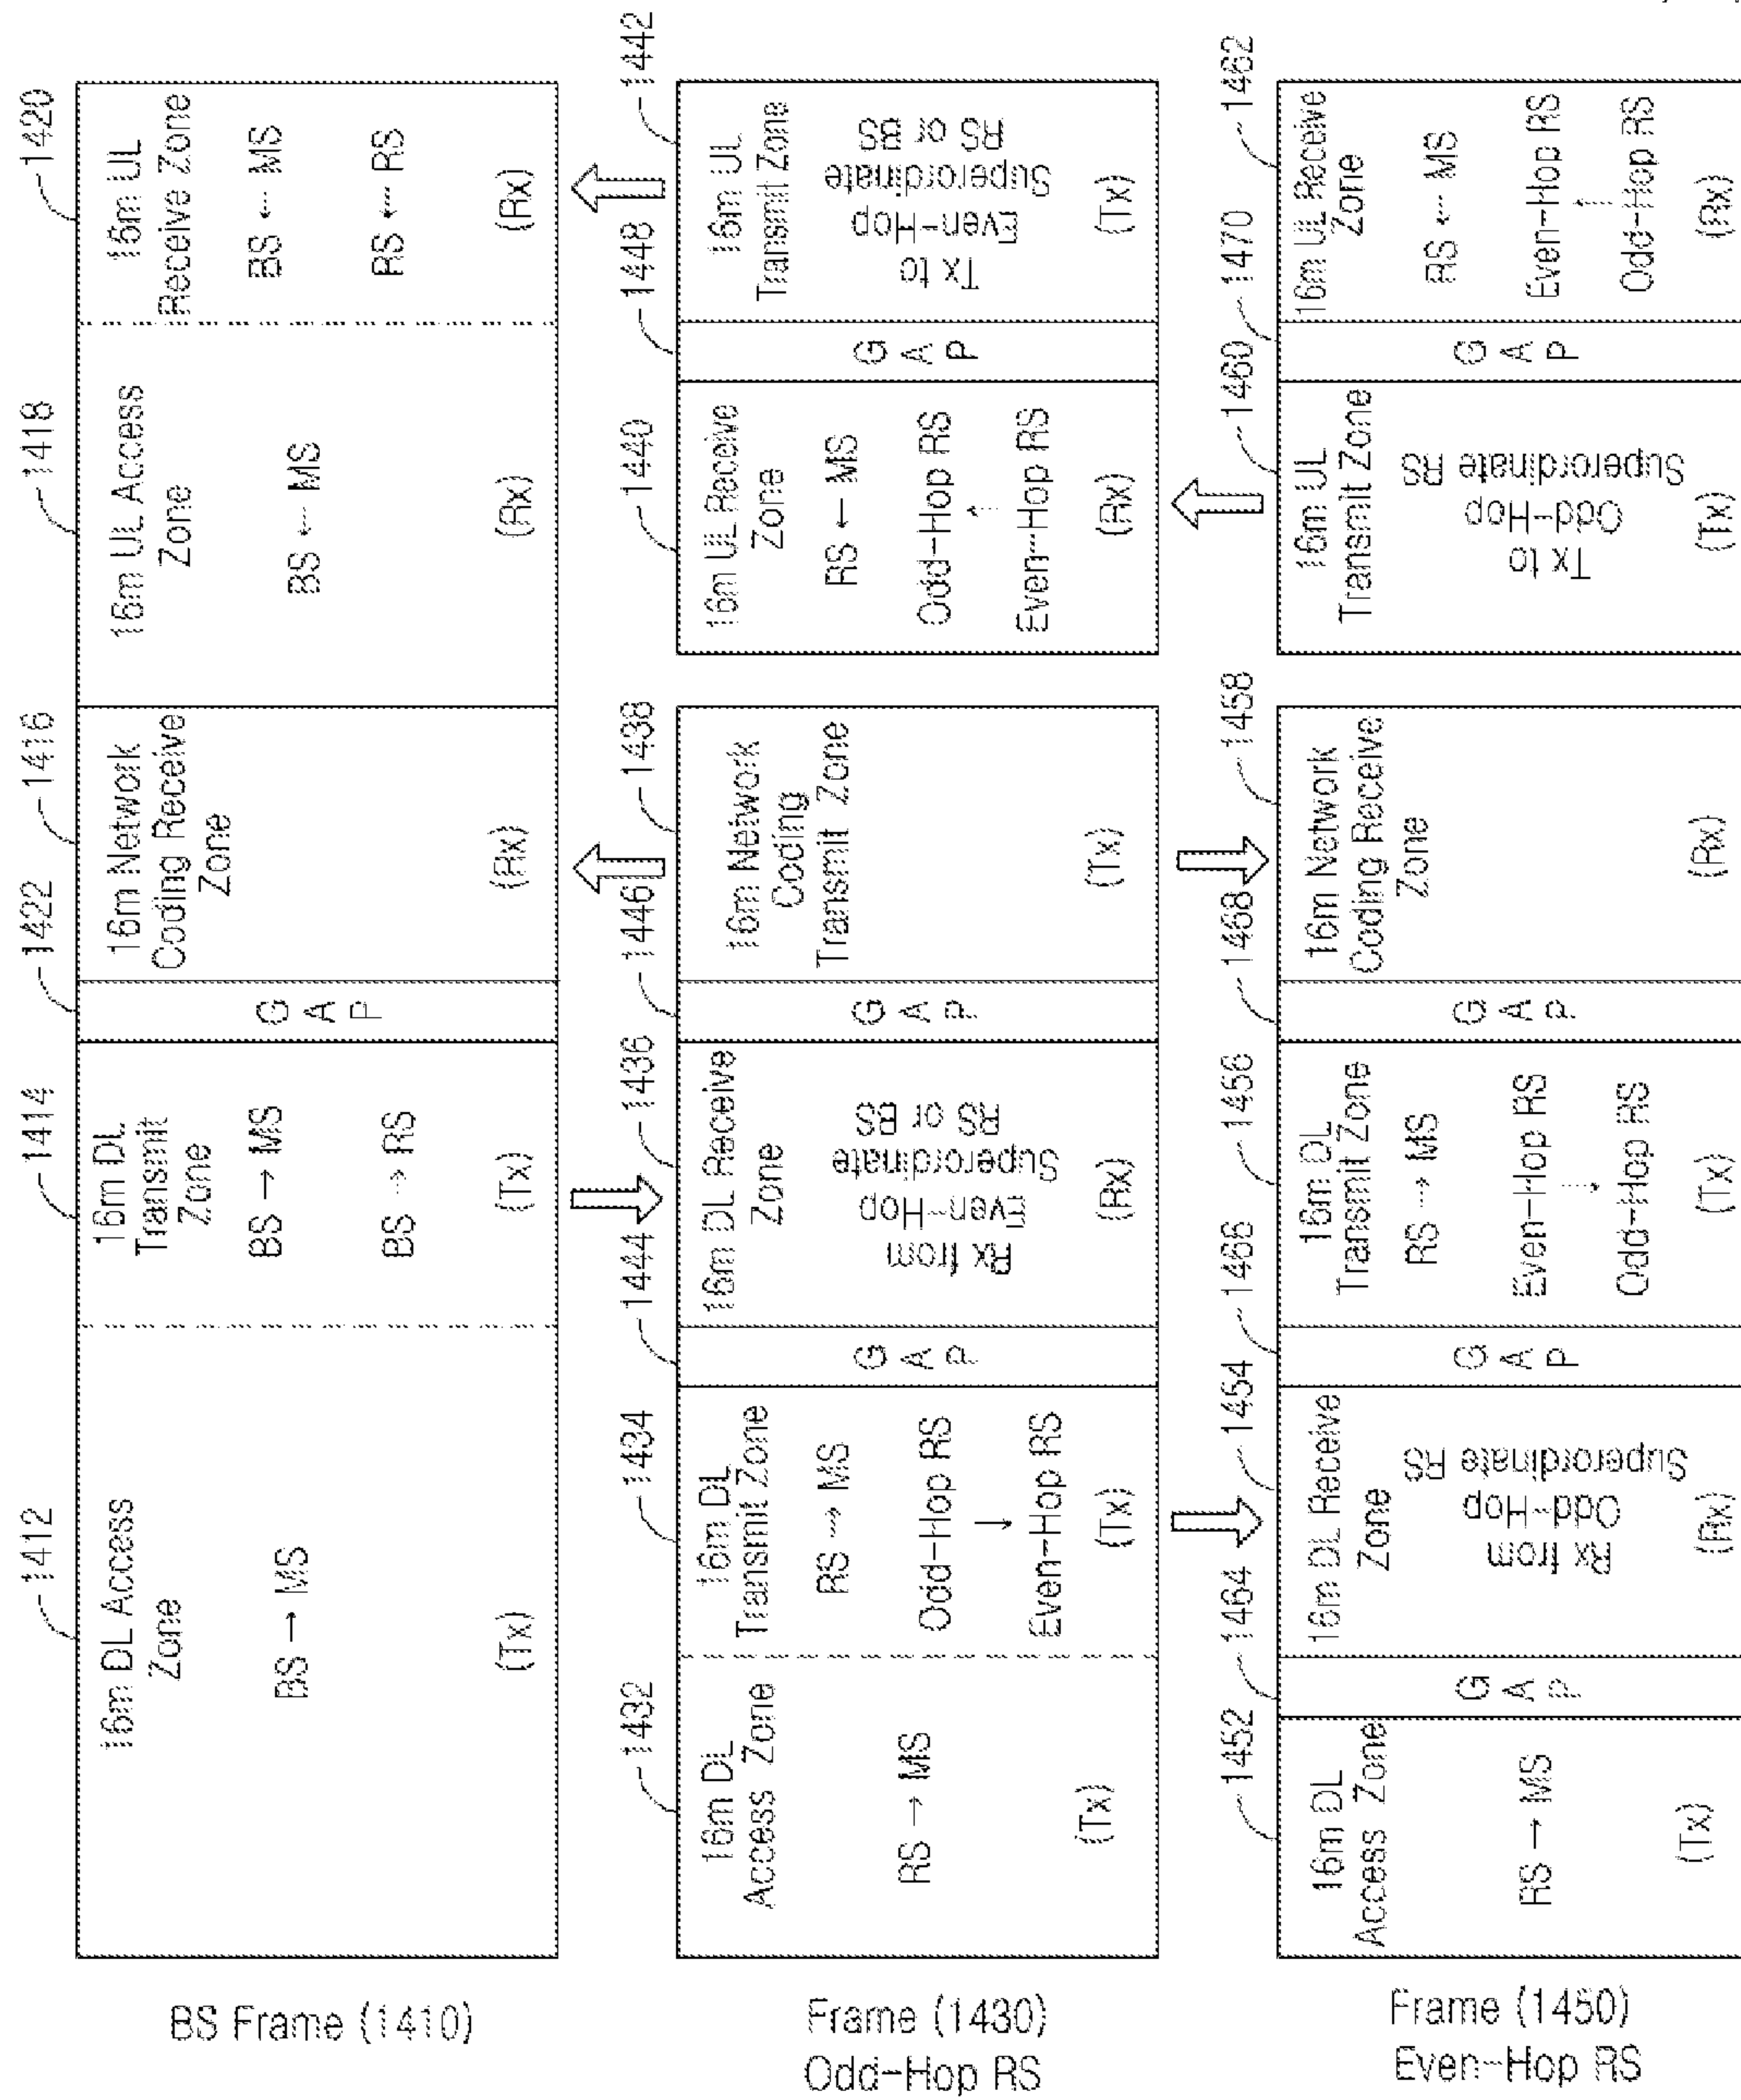 BS Frame (1410)
1412
16m DL Access
Zone
BS → MS
(Tx)
1414
16m DL
Transmit
Zone
BS → MS
BS → RS
(Tx)
1422
G
A
P
1416
16m Network
Coding Receive
Zone
(Rx)
1418
16m UL Access
Zone
BS ← MS
(Rx)
1420
16m UL
Receive Zone
BS ← MS
RS ← RS
(Rx)
Frame (1430)
Odd-Hop RS
1432
16m DL
Access Zone
RS → MS
(Tx)
1434
16m DL
Transmit Zone
RS → MS
Odd-Hop RS
↓
Even-Hop RS
(Tx)
1444
G
A
P
1436
16m DL Receive
Zone
Rx from
Even-Hop
Superordinate
RS or BS
(Rx)
1446
G
A
P
1438
16m Network
Coding
Transmit Zone
(Tx)
1440
16m UL Receive
Zone
RS ← MS
Odd-Hop RS
↑
Even-Hop RS
(Rx)
1448
G
A
P
1442
16m UL
Transmit Zone
Tx to
Even-Hop
Superordinate
RS or BS
(Tx)
Frame (1450)
Even-Hop RS
1452
16m DL
Access Zone
RS → MS
(Tx)
1464
G
A
P
1454
16m DL Receive
Zone
Rx from
Odd-Hop
Superordinate
RS
(Rx)
1466
G
A
P
1456
16m DL
Transmit Zone
RS → MS
Even-Hop RS
↓
Odd-Hop RS
(Tx)
1468
G
A
P
1458
16m Network
Coding Receive
Zone
(Rx)
1460
16m UL
Transmit Zone
Tx to
Odd-Hop
Superordinate
RS
(Tx)
1470
G
A
P
1462
16m UL Receive
Zone
RS ← MS
Even-Hop RS
↑
Odd-Hop RS
(Rx)